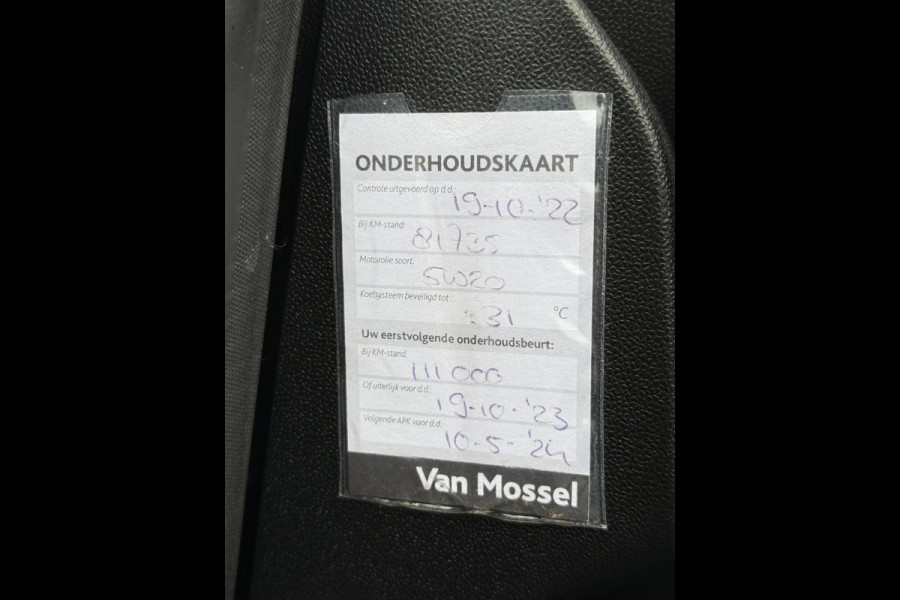 ONDERHOUDSKAART
Controle uitgevoerd op d.d.: 19-10-'22
Bij KM-stand: 81735
Motorolie soort: 5W20
Koelsysteem beveiligd tot: -31 °C
Uw eerstvolgende onderhoudsbeurt:
Bij KM-stand: 111 000
Of uiterlijk voor d.d.: 19-10-'23
Volgende APK voor d.d.: 10-5-'24
Van Mossel